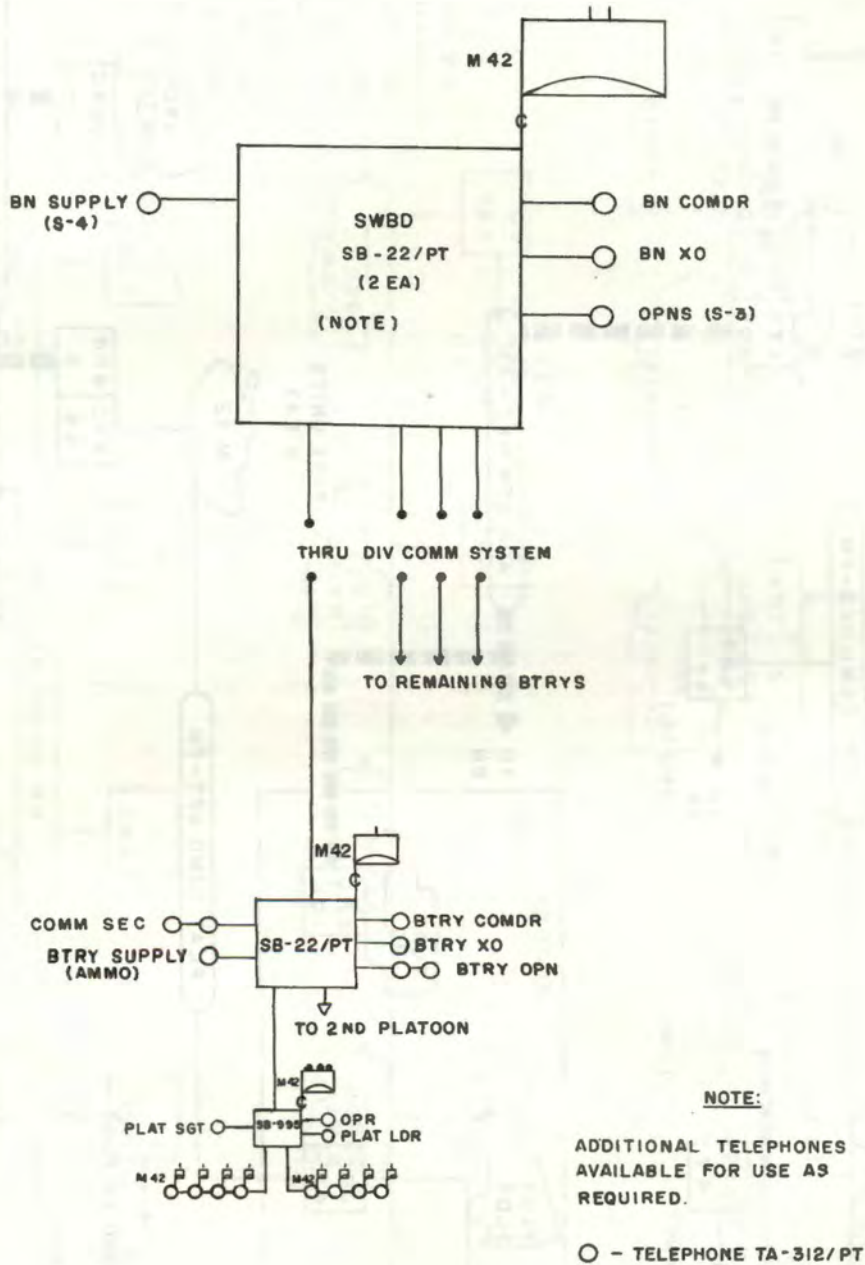 M 42
BN SUPPLY
(S-4)
SWBD
SB-22/PT
(2 EA)
(NOTE)
BN COMDR
BN XO
OPNS (S-3)
THRU DIV COMM SYSTEM
TO REMAINING BTRYS
M42
COMM SEC
BTRY SUPPLY
(AMMO)
SB-22/PT
BTRY COMDR
BTRY XO
BTRY OPN
TO 2ND PLATOON
M42
PLAT SGT
SB-993
OPR
PLAT LDR
M42
M42
NOTE:
ADDITIONAL TELEPHONES
AVAILABLE FOR USE AS
REQUIRED.
O - TELEPHONE TA-312/PT